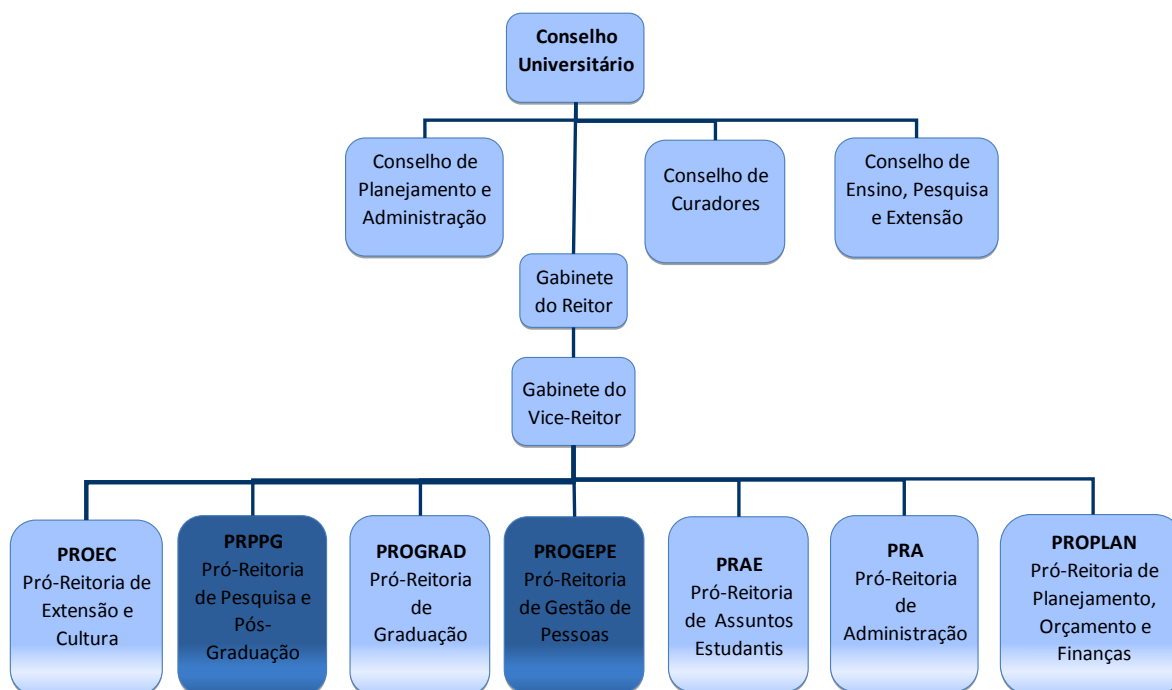 Conselho
Universitário
Conselho de
Planejamento e
Administração
Conselho de
Curadores
Conselho de
Ensino, Pesquisa
e Extensão
Gabinete
do Reitor
Gabinete do
Vice-Reitor
PROEC
Pró-Reitoria de
Extensão e
Cultura
PRPPG
Pró-Reitoria
de Pesquisa e
Pós-
Graduação
PROGRAD
Pró-Reitoria
de
Graduação
PROGEPE
Pró-Reitoria
de Gestão de
Pessoas
PRAE
Pró-Reitoria
de Assuntos
Estudantis
PRA
Pró-Reitoria
de
Administração
PROPLAN
Pró-Reitoria de
Planejamento,
Orçamento e
Finanças